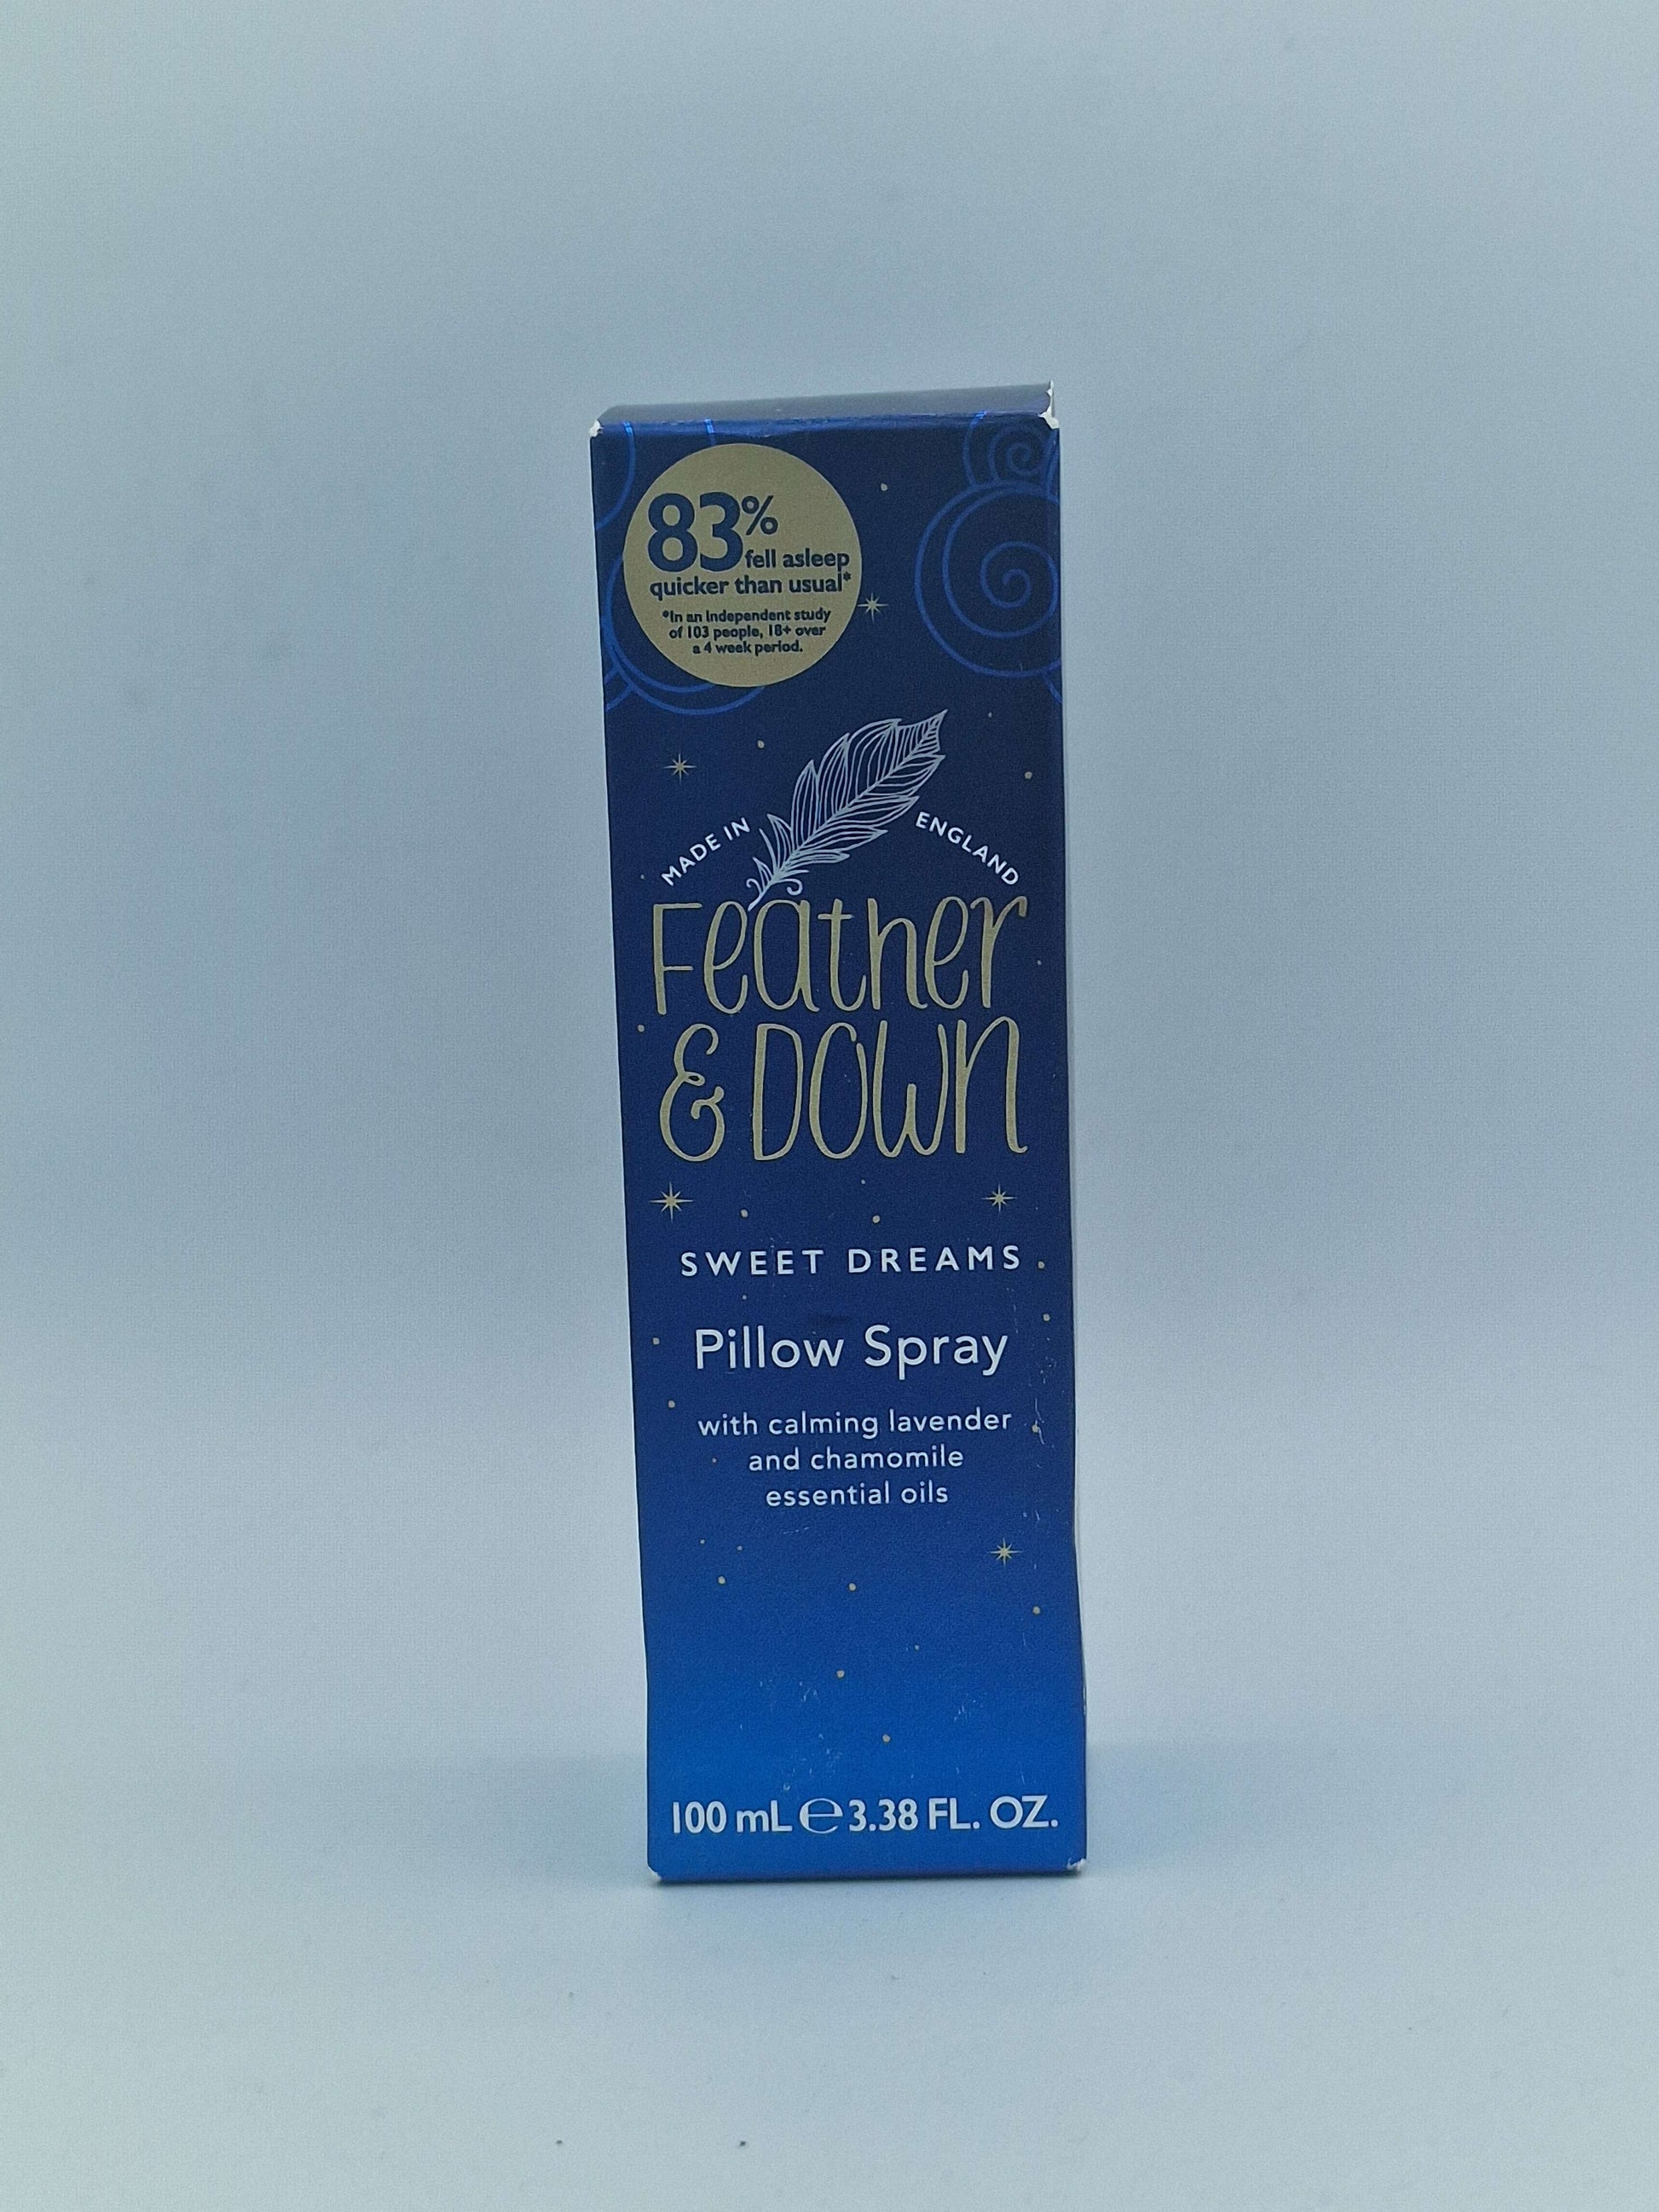 83%
fell asleep
quicker than usual*
*In an independent study
of 103 people, 18+ over
a 4 week period.
MADE IN ENGLAND
Feather
& Down
SWEET DREAMS
Pillow Spray
with calming lavender
and chamomile
essential oils
100 mL ℮ 3.38 FL. OZ.